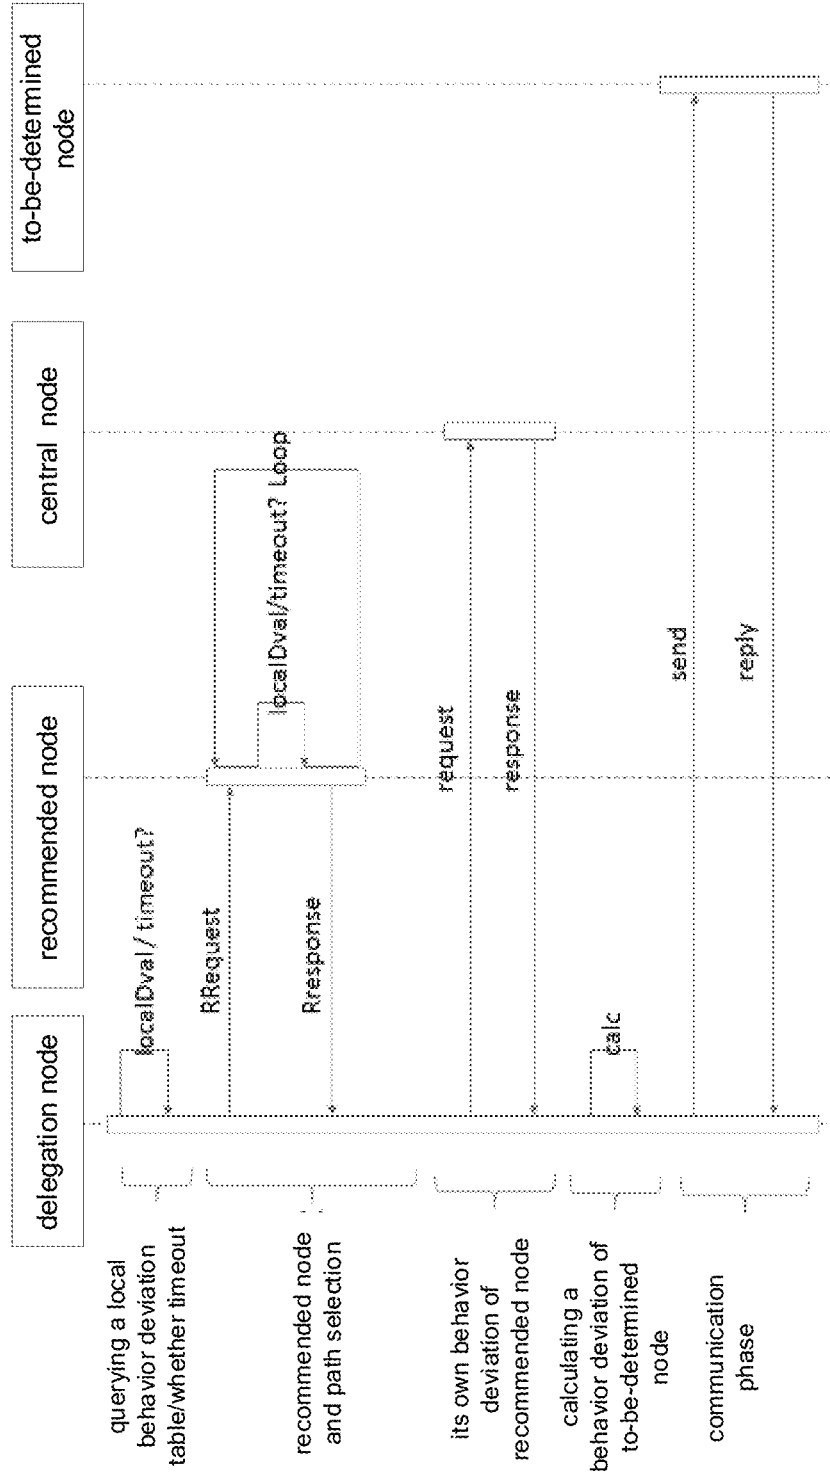 delegation node
recommended node
central node
to-be-determined
node
querying a local
behavior deviation
table/whether timeout
localDval / timeout?
recommended node
and path selection
RRequest
localDval/timeout? Loop
Rresponse
its own behavior
deviation of
recommended node
request
response
calculating a
behavior deviation of
to-be-determined
node
calc
communication
phase
send
reply